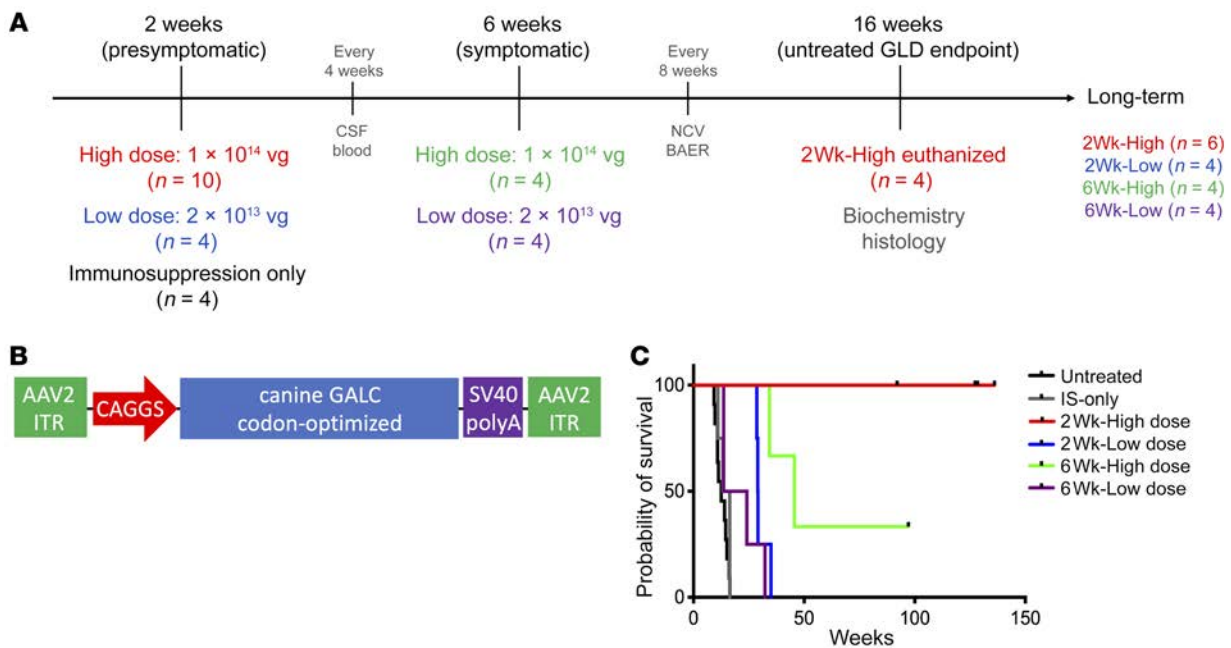 A
2 weeks
(presymptomatic)
Every
4 weeks
6 weeks
(symptomatic)
Every
8 weeks
16 weeks
(untreated GLD endpoint)
Long-term
CSF
blood
NCV
BAER
High dose: 1 × 10¹⁴ vg
(n = 10)
Low dose: 2 × 10¹³ vg
(n = 4)
Immunosuppression only
(n = 4)
High dose: 1 × 10¹⁴ vg
(n = 4)
Low dose: 2 × 10¹³ vg
(n = 4)
2Wk-High euthanized
(n = 4)
Biochemistry
histology
2Wk-High (n = 6)
2Wk-Low (n = 4)
6Wk-High (n = 4)
6Wk-Low (n = 4)
B
AAV2
ITR
CAGGS
canine GALC
codon-optimized
SV40
polyA
AAV2
ITR
C
Probability of survival
100
50
0
0
50
100
150
Weeks
Untreated
IS-only
2Wk-High dose
2Wk-Low dose
6Wk-High dose
6Wk-Low dose